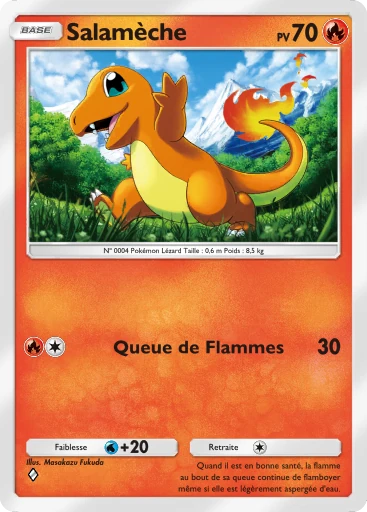 BASE Salamèche PV 70
N° 0004 Pokémon Lézard Taille : 0,6 m Poids : 8,5 kg
Queue de Flammes 30
Faiblesse +20 Retraite
Illus. Masakazu Fukuda
Quand il est en bonne santé, la flamme
au bout de sa queue continue de flamboyer
même si elle est légèrement aspergée d'eau.